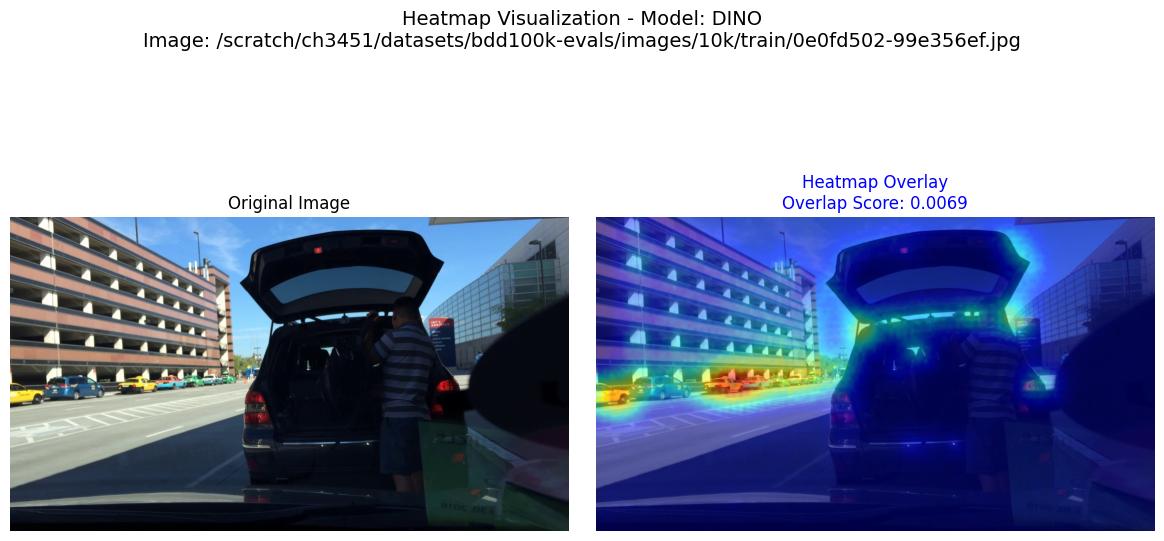 Heatmap Visualization - Model: DINO
Image: /scratch/ch3451/datasets/bdd100k-evals/images/10k/train/0e0fd502-99e356ef.jpg
Original Image
Heatmap Overlay
Overlap Score: 0.0069